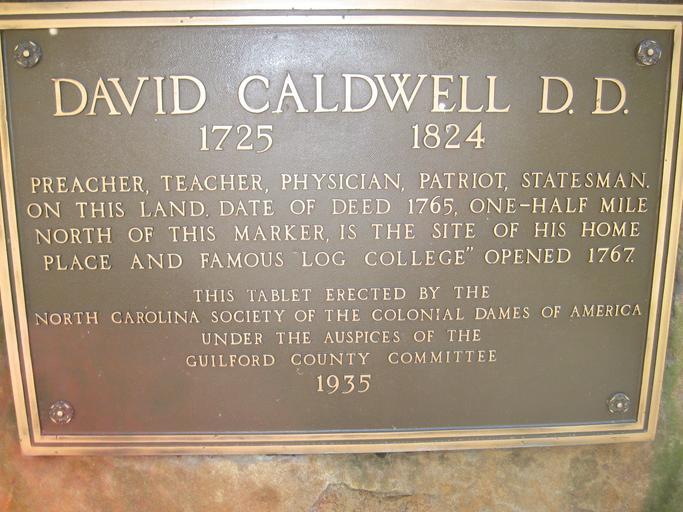 DAVID CALDWELL D.D.
1725 1824
PREACHER, TEACHER, PHYSICIAN, PATRIOT, STATESMAN.
ON THIS LAND. DATE OF DEED 1765, ONE-HALF MILE
NORTH OF THIS MARKER, IS THE SITE OF HIS HOME
PLACE AND FAMOUS "LOG COLLEGE" OPENED 1767.
THIS TABLET ERECTED BY THE
NORTH CAROLINA SOCIETY OF THE COLONIAL DAMES OF AMERICA
UNDER THE AUSPICES OF THE
GUILFORD COUNTY COMMITTEE
1935